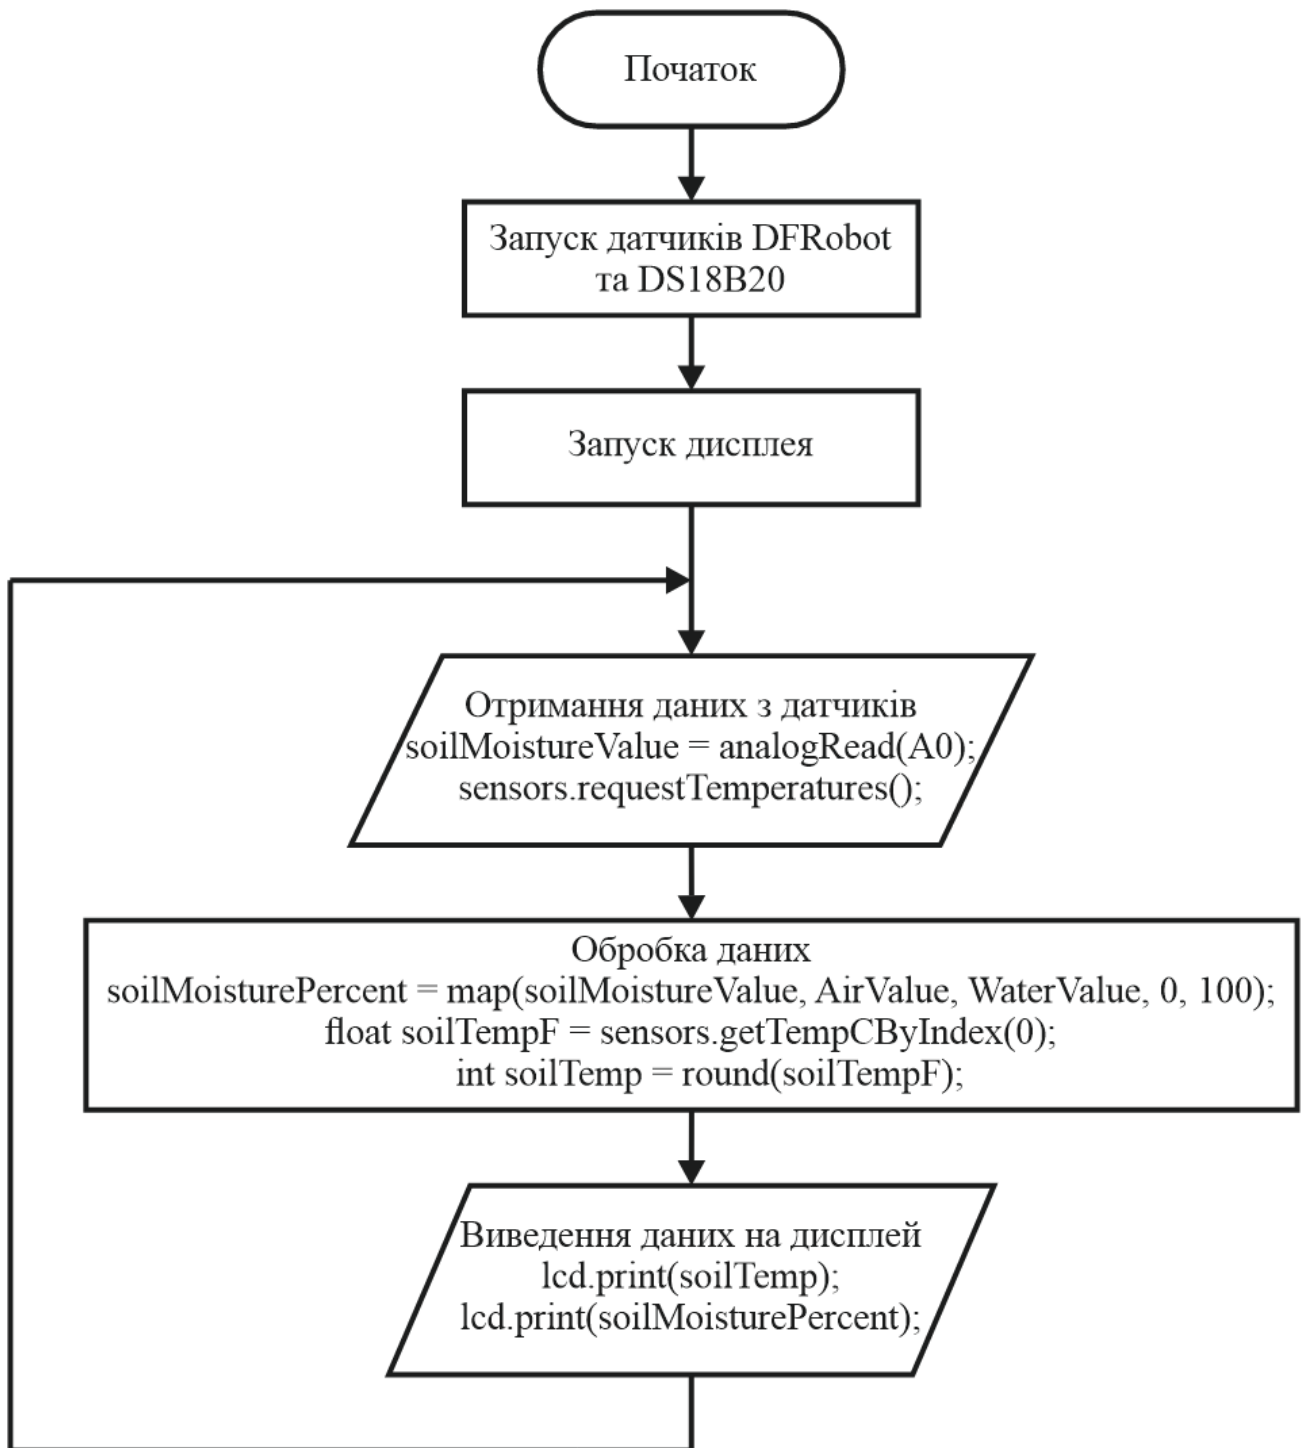 Початок
Запуск датчиків DFRobot
та DS18B20
Запуск дисплея
Отримання даних з датчиків
soilMoistureValue = analogRead(A0);
sensors.requestTemperatures();
Обробка даних
soilMoisturePercent = map(soilMoistureValue, AirValue, WaterValue, 0, 100);
float soilTempF = sensors.getTempCByIndex(0);
int soilTemp = round(soilTempF);
Виведення даних на дисплей
lcd.print(soilTemp);
lcd.print(soilMoisturePercent);